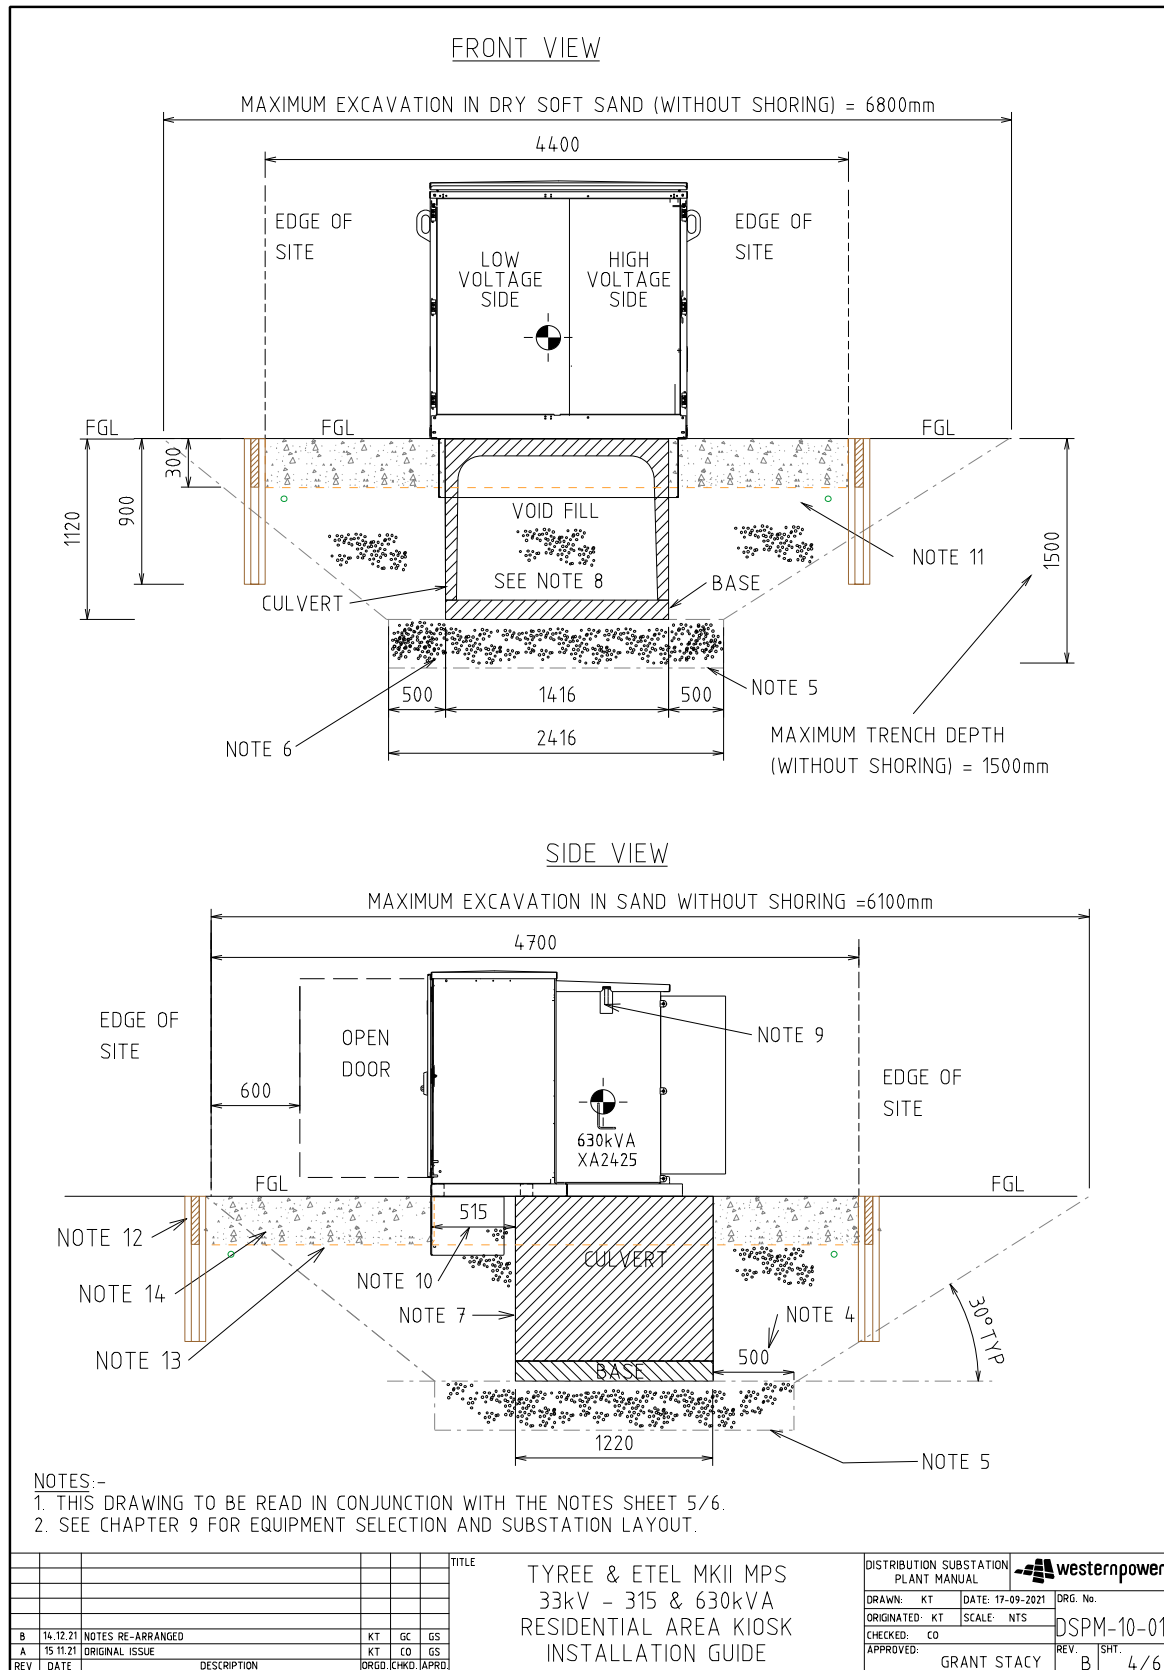 FRONT VIEW
MAXIMUM EXCAVATION IN DRY SOFT SAND (WITHOUT SHORING) = 6800mm
4400
EDGE OF
SITE
EDGE OF
SITE
LOW
VOLTAGE
SIDE
HIGH
VOLTAGE
SIDE
FGL
FGL
FGL
300
900
1120
1500
VOID FILL
SEE NOTE 8
NOTE 11
CULVERT
BASE
NOTE 5
500
1416
500
NOTE 6
2416
MAXIMUM TRENCH DEPTH
(WITHOUT SHORING) = 1500mm
SIDE VIEW
MAXIMUM EXCAVATION IN SAND WITHOUT SHORING =6100mm
4700
EDGE OF
SITE
OPEN
DOOR
NOTE 9
600
EDGE OF
SITE
630kVA
XA2425
FGL
FGL
515
NOTE 12
CULVERT
NOTE 10
NOTE 14
NOTE 7
NOTE 4
30° TYP
NOTE 13
500
BASE
1220
NOTE 5
NOTES:-
1. THIS DRAWING TO BE READ IN CONJUNCTION WITH THE NOTES SHEET 5/6.
2. SEE CHAPTER 9 FOR EQUIPMENT SELECTION AND SUBSTATION LAYOUT.
B 14.12.21 NOTES RE-ARRANGED KT GC GS
A 15 11.21 ORIGINAL ISSUE KT CO GS
REV DATE DESCRIPTION ORGD. CHKD. APRD.
TITLE
TYREE & ETEL MKII MPS
33kV - 315 & 630kVA
RESIDENTIAL AREA KIOSK
INSTALLATION GUIDE
DISTRIBUTION SUBSTATION
PLANT MANUAL
westernpower
DRAWN: KT DATE: 17-09-2021 DRG. No.
ORIGINATED: KT SCALE: NTS
DSPM-10-01
CHECKED: CO
APPROVED: GRANT STACY
REV. B SHT. 4/6